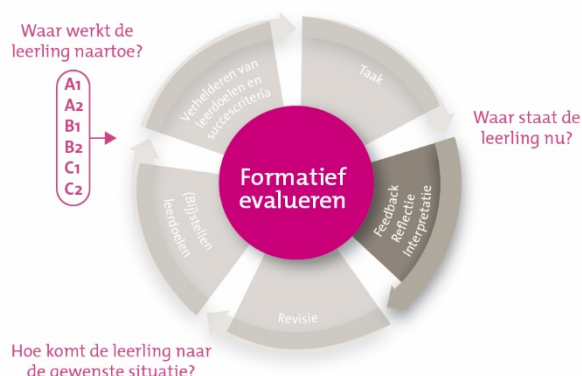 Waar werkt de
leerling naartoe?
A1
A2
B1
B2
C1
C2
Verhelderen van
leerdoelen en
succescriteria
Taak
Waar staat de
leerling nu?
Formatief
evalueren
Feedback
Reflectie
Interpretatie
(Bij)stellen
leerdoelen
Revisie
Hoe komt de leerling naar
de gewenste situatie?